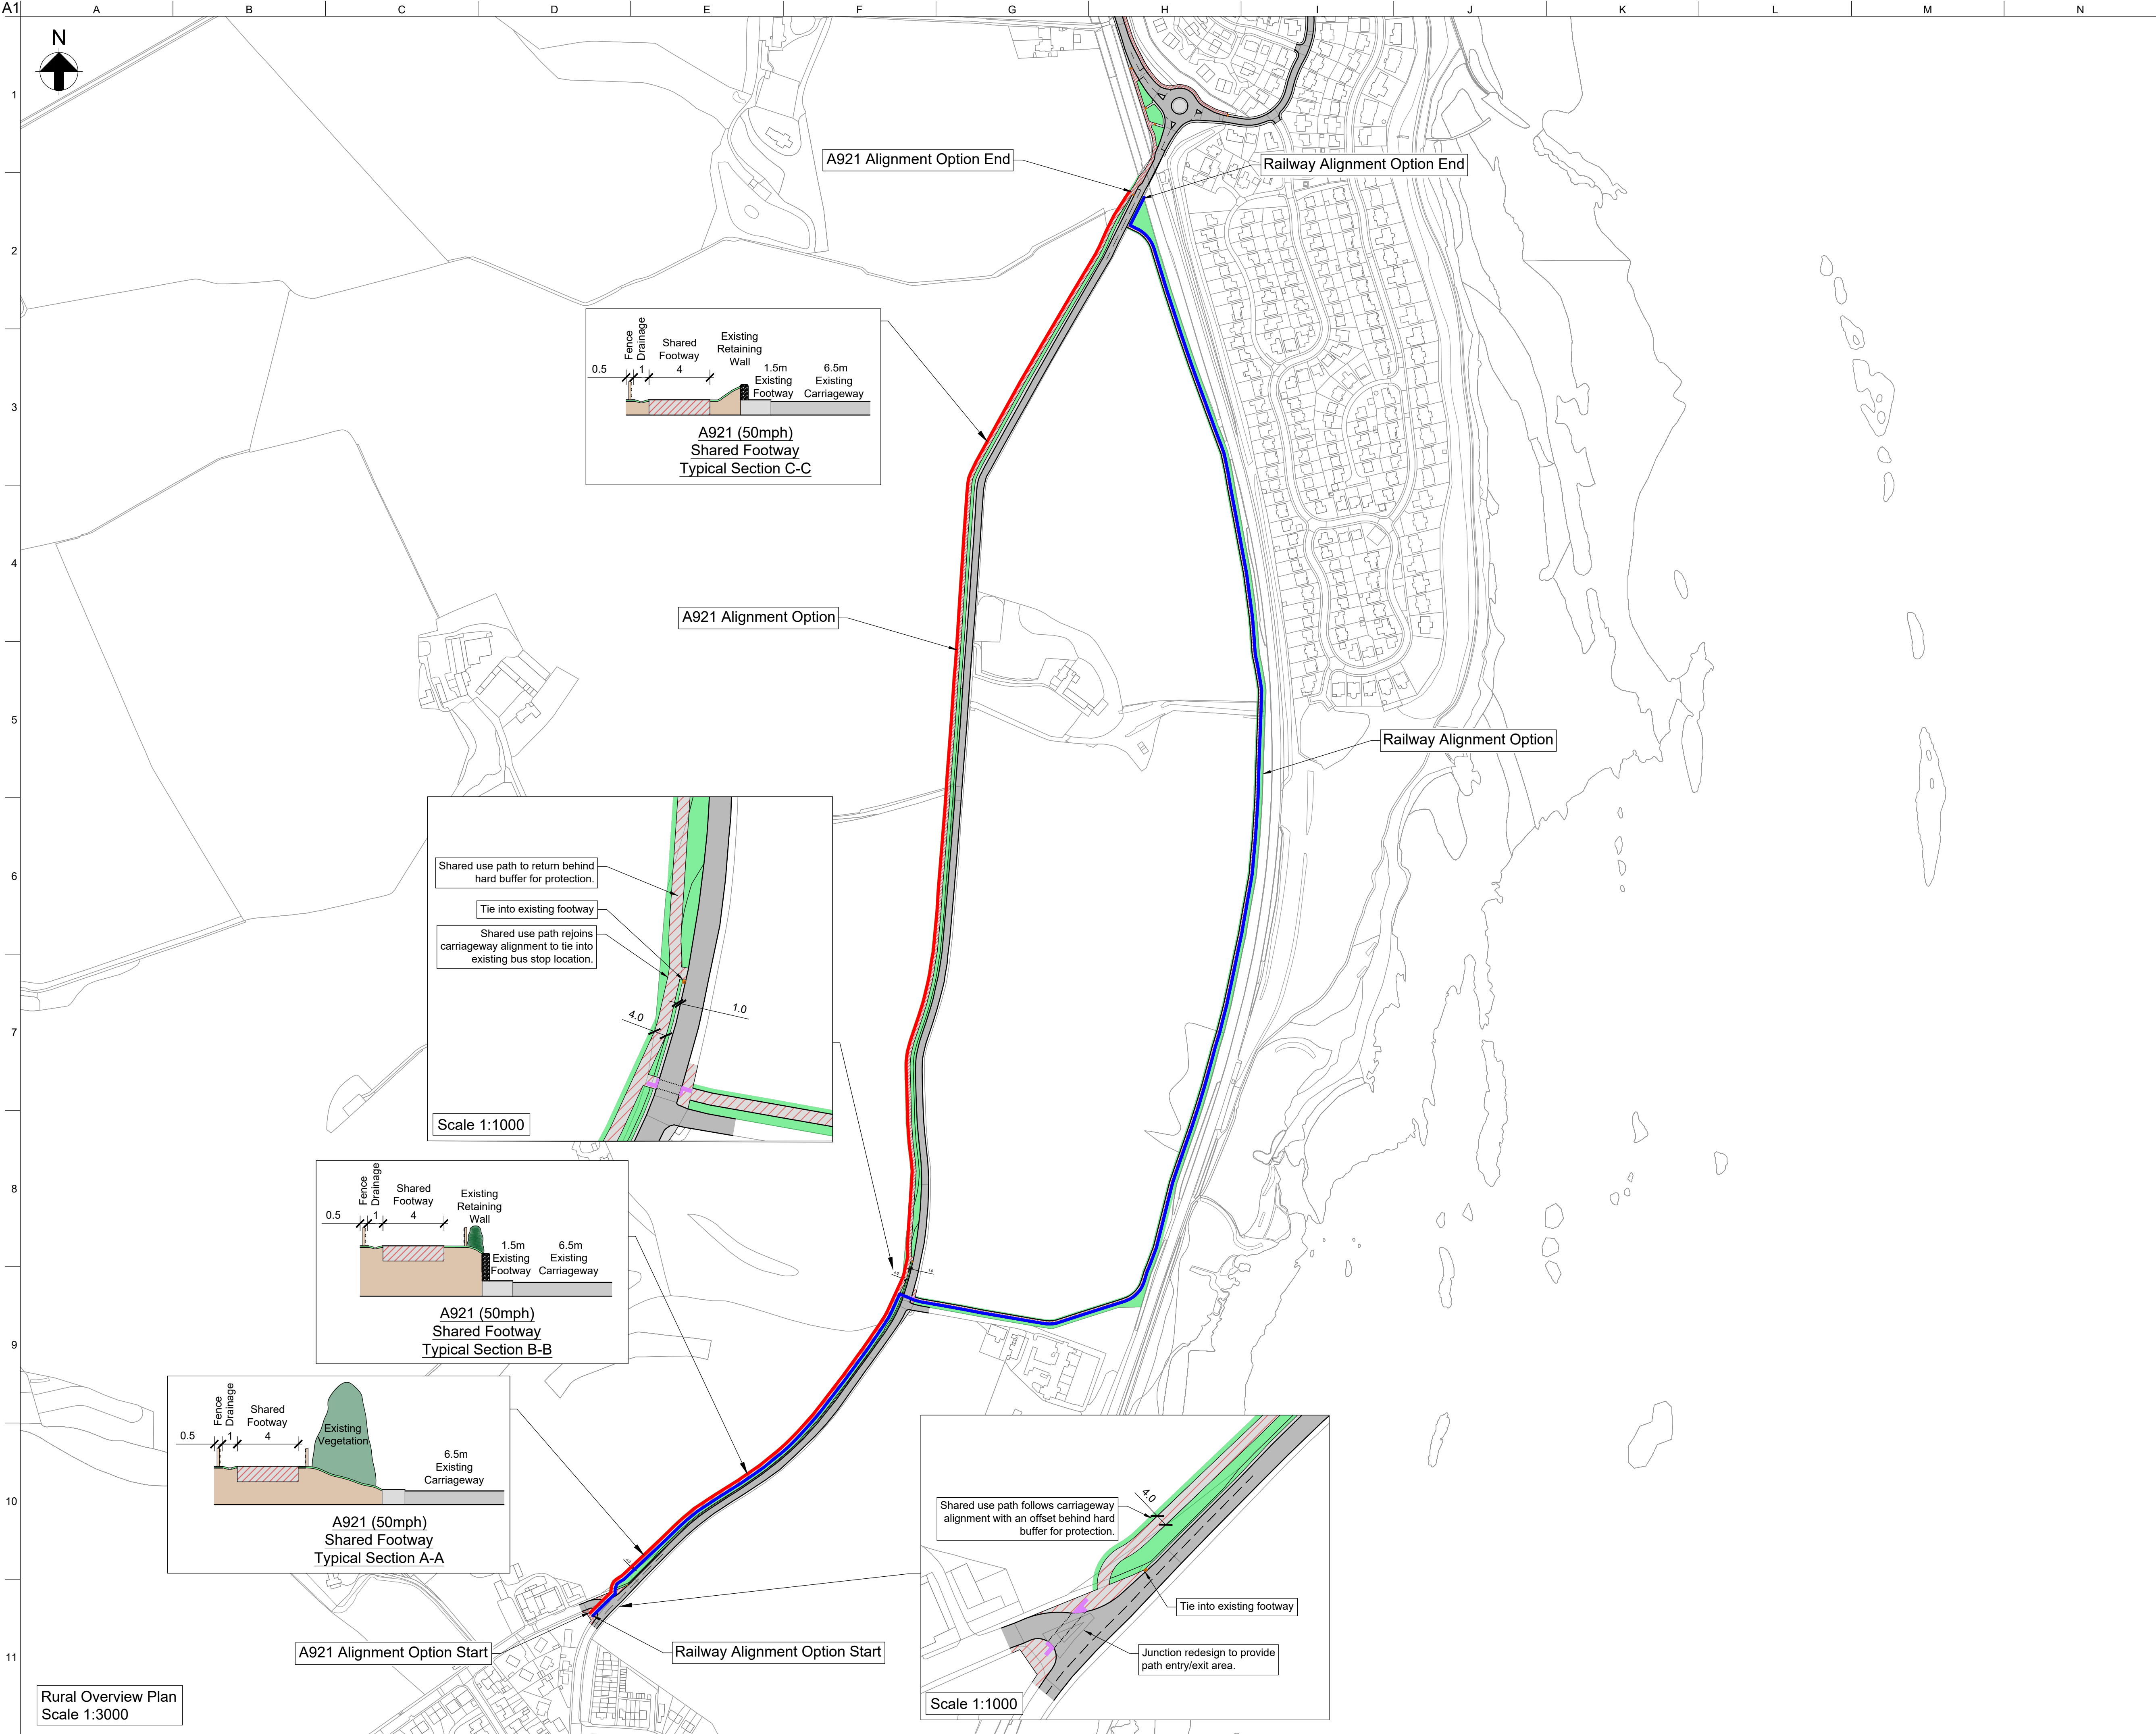 A1
A
B
C
D
E
F
G
H
I
J
K
L
M
N
N
1
2
3
4
5
6
7
8
9
10
11
A921 Alignment Option End
Railway Alignment Option End
Fence
Drainage
Shared
Footway
Existing
Retaining
Wall
0.5
1
4
1.5m
Existing
Footway
6.5m
Existing
Carriageway
A921 (50mph)
Shared Footway
Typical Section C-C
A921 Alignment Option
Railway Alignment Option
Shared use path to return behind
hard buffer for protection.
Tie into existing footway
Shared use path rejoins
carriageway alignment to tie into
existing bus stop location.
4.0
1.0
Scale 1:1000
Fence
Drainage
Shared
Footway
Existing
Retaining
Wall
0.5
1
4
1.5m
Existing
Footway
6.5m
Existing
Carriageway
A921 (50mph)
Shared Footway
Typical Section B-B
Fence
Drainage
Shared
Footway
0.5
1
4
Existing
Vegetation
6.5m
Existing
Carriageway
A921 (50mph)
Shared Footway
Typical Section A-A
4.0
Shared use path follows carriageway
alignment with an offset behind hard
buffer for protection.
Tie into existing footway
Junction redesign to provide
path entry/exit area.
Scale 1:1000
A921 Alignment Option Start
Railway Alignment Option Start
Rural Overview Plan
Scale 1:3000